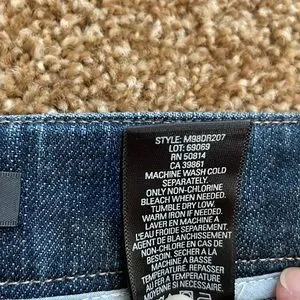 STYLE: M98DR207
LOT: 69069
RN 50814
CA 39861
MACHINE WASH COLD
SEPARATELY.
ONLY NON-CHLORINE
BLEACH WHEN NEEDED.
TUMBLE DRY LOW.
WARM IRON IF NEEDED.
LAVER EN MACHINE A
L'EAU FROIDE SEPAREMENT.
AGENT DE BLANCHISSEMENT
NON-CHLORE EN CAS DE
BESOIN. SECHER A LA
MACHINE A BASSE
TEMPERATURE. REPASSER
AU FER A TEMPERATURE
MOYENNE SI NECESSAIRE.